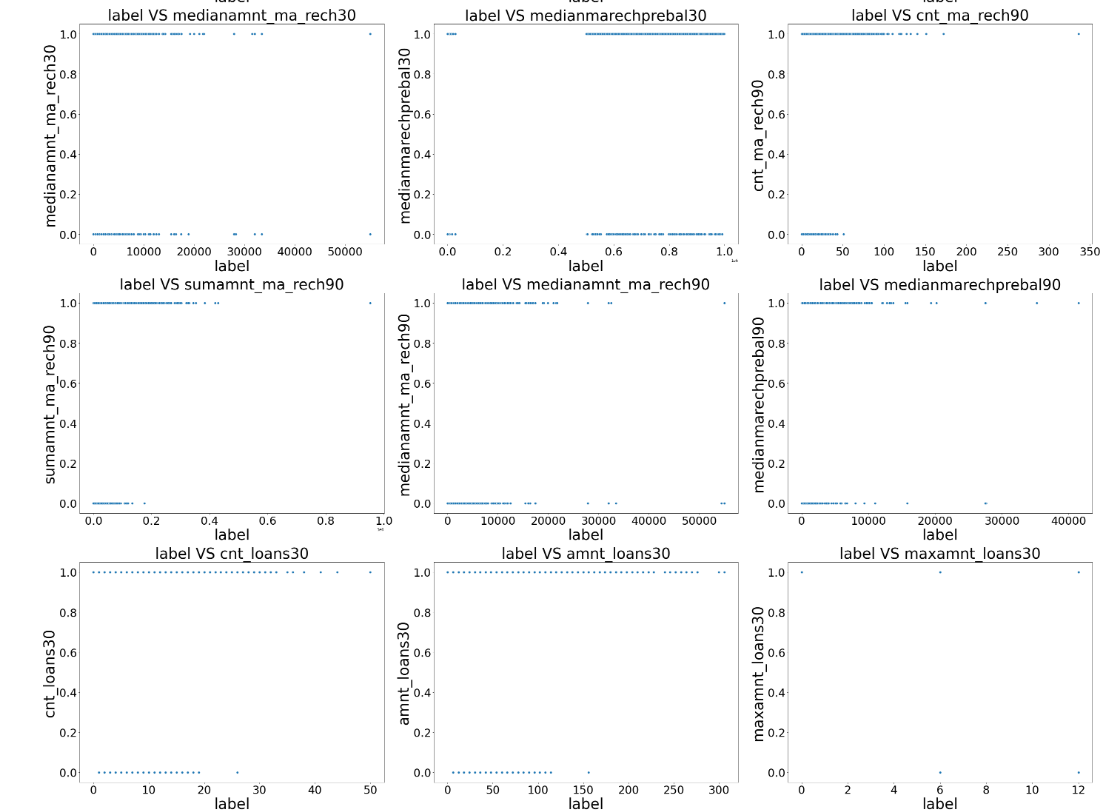 label label label
label VS medianamnt_ma_rech30 label VS medianmarechprebal30 label VS cnt_ma_rech90
medianamnt_ma_rech30
1.0
0.8
0.6
0.4
0.2
0.0
0 10000 20000 30000 40000 50000
label
medianmarechprebal30
1.0
0.8
0.6
0.4
0.2
0.0
0.0 0.2 0.4 0.6 0.8 1.0
label
cnt_ma_rech90
1.0
0.8
0.6
0.4
0.2
0.0
0 50 100 150 200 250 300 350
label
label VS sumamnt_ma_rech90 label VS medianamnt_ma_rech90 label VS medianmarechprebal90
sumamnt_ma_rech90
1.0
0.8
0.6
0.4
0.2
0.0
0.0 0.2 0.4 0.6 0.8 1.0
label
medianamnt_ma_rech90
1.0
0.8
0.6
0.4
0.2
0.0
0 10000 20000 30000 40000 50000
label
medianmarechprebal90
1.0
0.8
0.6
0.4
0.2
0.0
0 10000 20000 30000 40000
label
label VS cnt_loans30 label VS amnt_loans30 label VS maxamnt_loans30
cnt_loans30
1.0
0.8
0.6
0.4
0.2
0.0
0 10 20 30 40 50
label
amnt_loans30
1.0
0.8
0.6
0.4
0.2
0.0
0 50 100 150 200 250 300
label
maxamnt_loans30
1.0
0.8
0.6
0.4
0.2
0.0
0 2 4 6 8 10 12
label